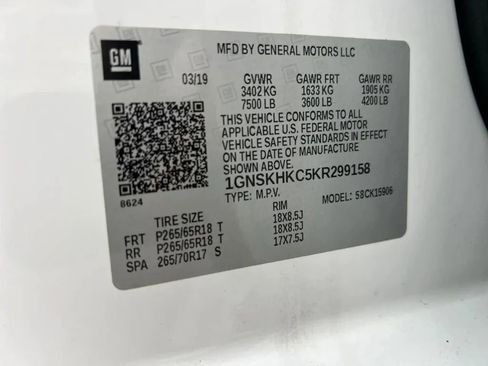 GM
MFD BY GENERAL MOTORS LLC
03/19 GVWR GAWR FRT GAWR RR
3402 KG 1633 KG 1905 KG
7500 LB 3600 LB 4200 LB
THIS VEHICLE CONFORMS TO ALL
APPLICABLE U.S. FEDERAL MOTOR
VEHICLE SAFETY STANDARDS IN
EFFECT ON THE DATE OF MANUFACTURE
SHOWN ABOVE.
1GNSKHKC5KR299158
TYPE: M.P.V. MODEL: 58CK15906
8624
TIRE SIZE RIM
FRT P265/65R18 T 18X8.5J
RR P265/65R18 T 18X8.5J
SPA 265/70R17 S 17X7.5J